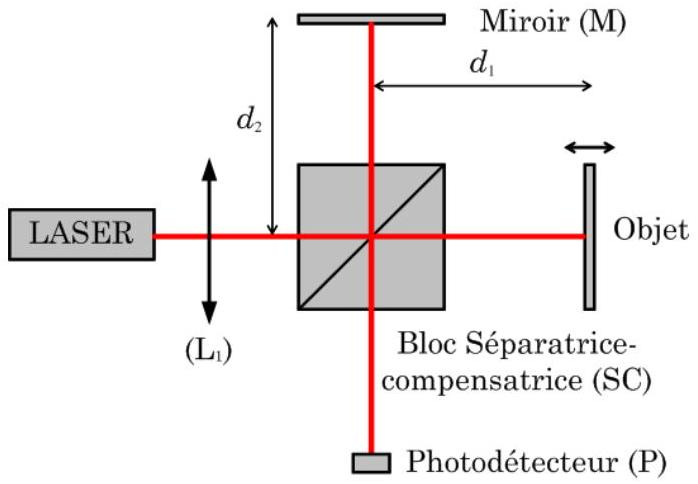 Miroir (M)
d₁
d₂
LASER
Objet
(L₁)
Bloc Séparatrice-
compensatrice (SC)
Photodétecteur (P)